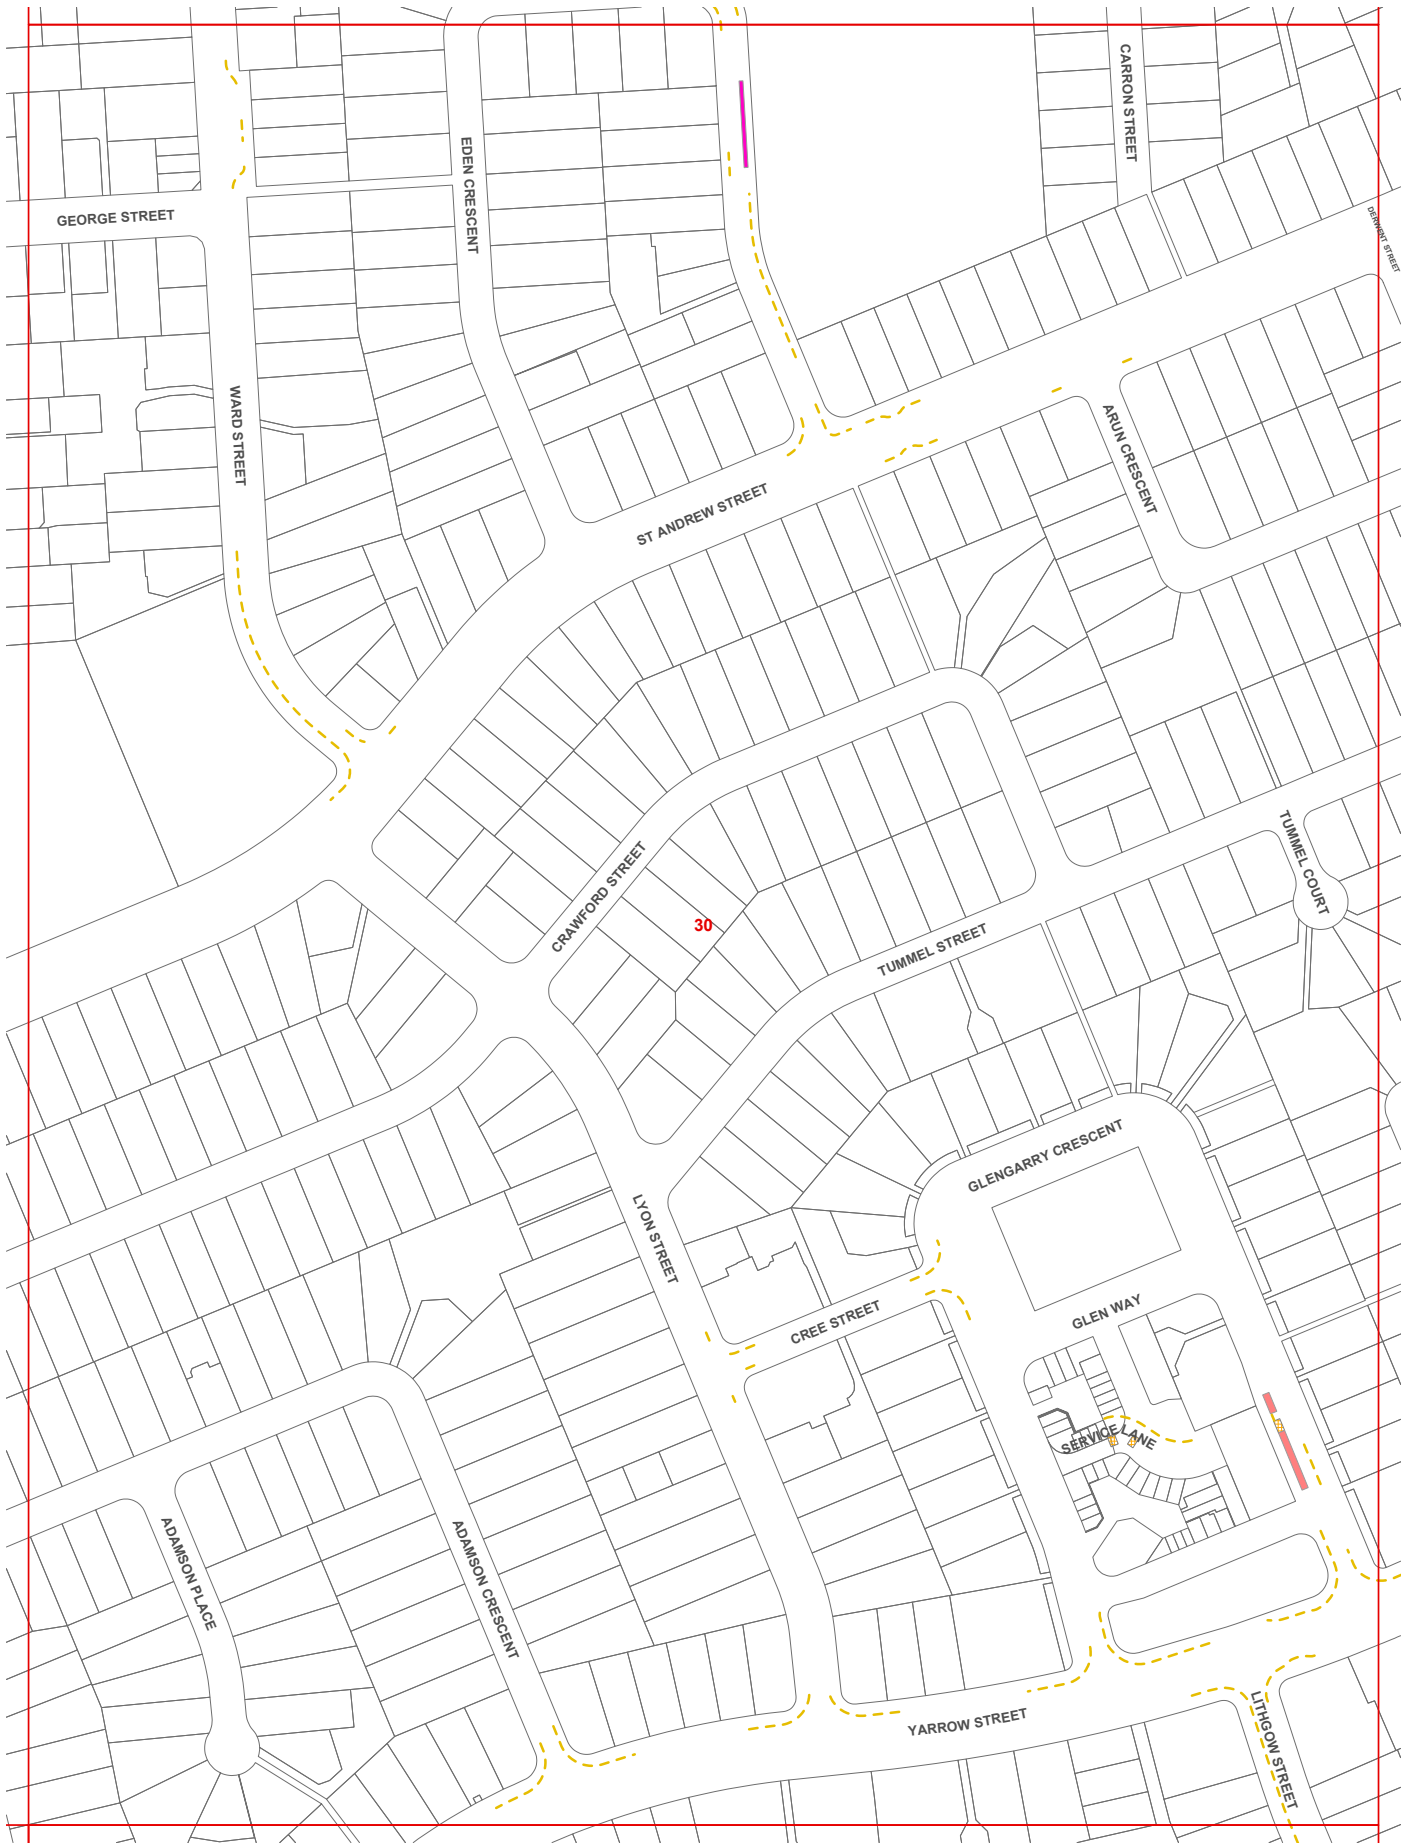 CARRON STREET
EDEN CRESCENT
GEORGE STREET
DERWENT STREET
WARD STREET
ARUN CRESCENT
ST ANDREW STREET
TUMMEL COURT
CRAWFORD STREET
30
TUMMEL STREET
GLENGARRY CRESCENT
LYON STREET
GLEN WAY
CREE STREET
SERVICE LANE
ADAMSON PLACE
ADAMSON CRESCENT
YARROW STREET
LITHGOW STREET